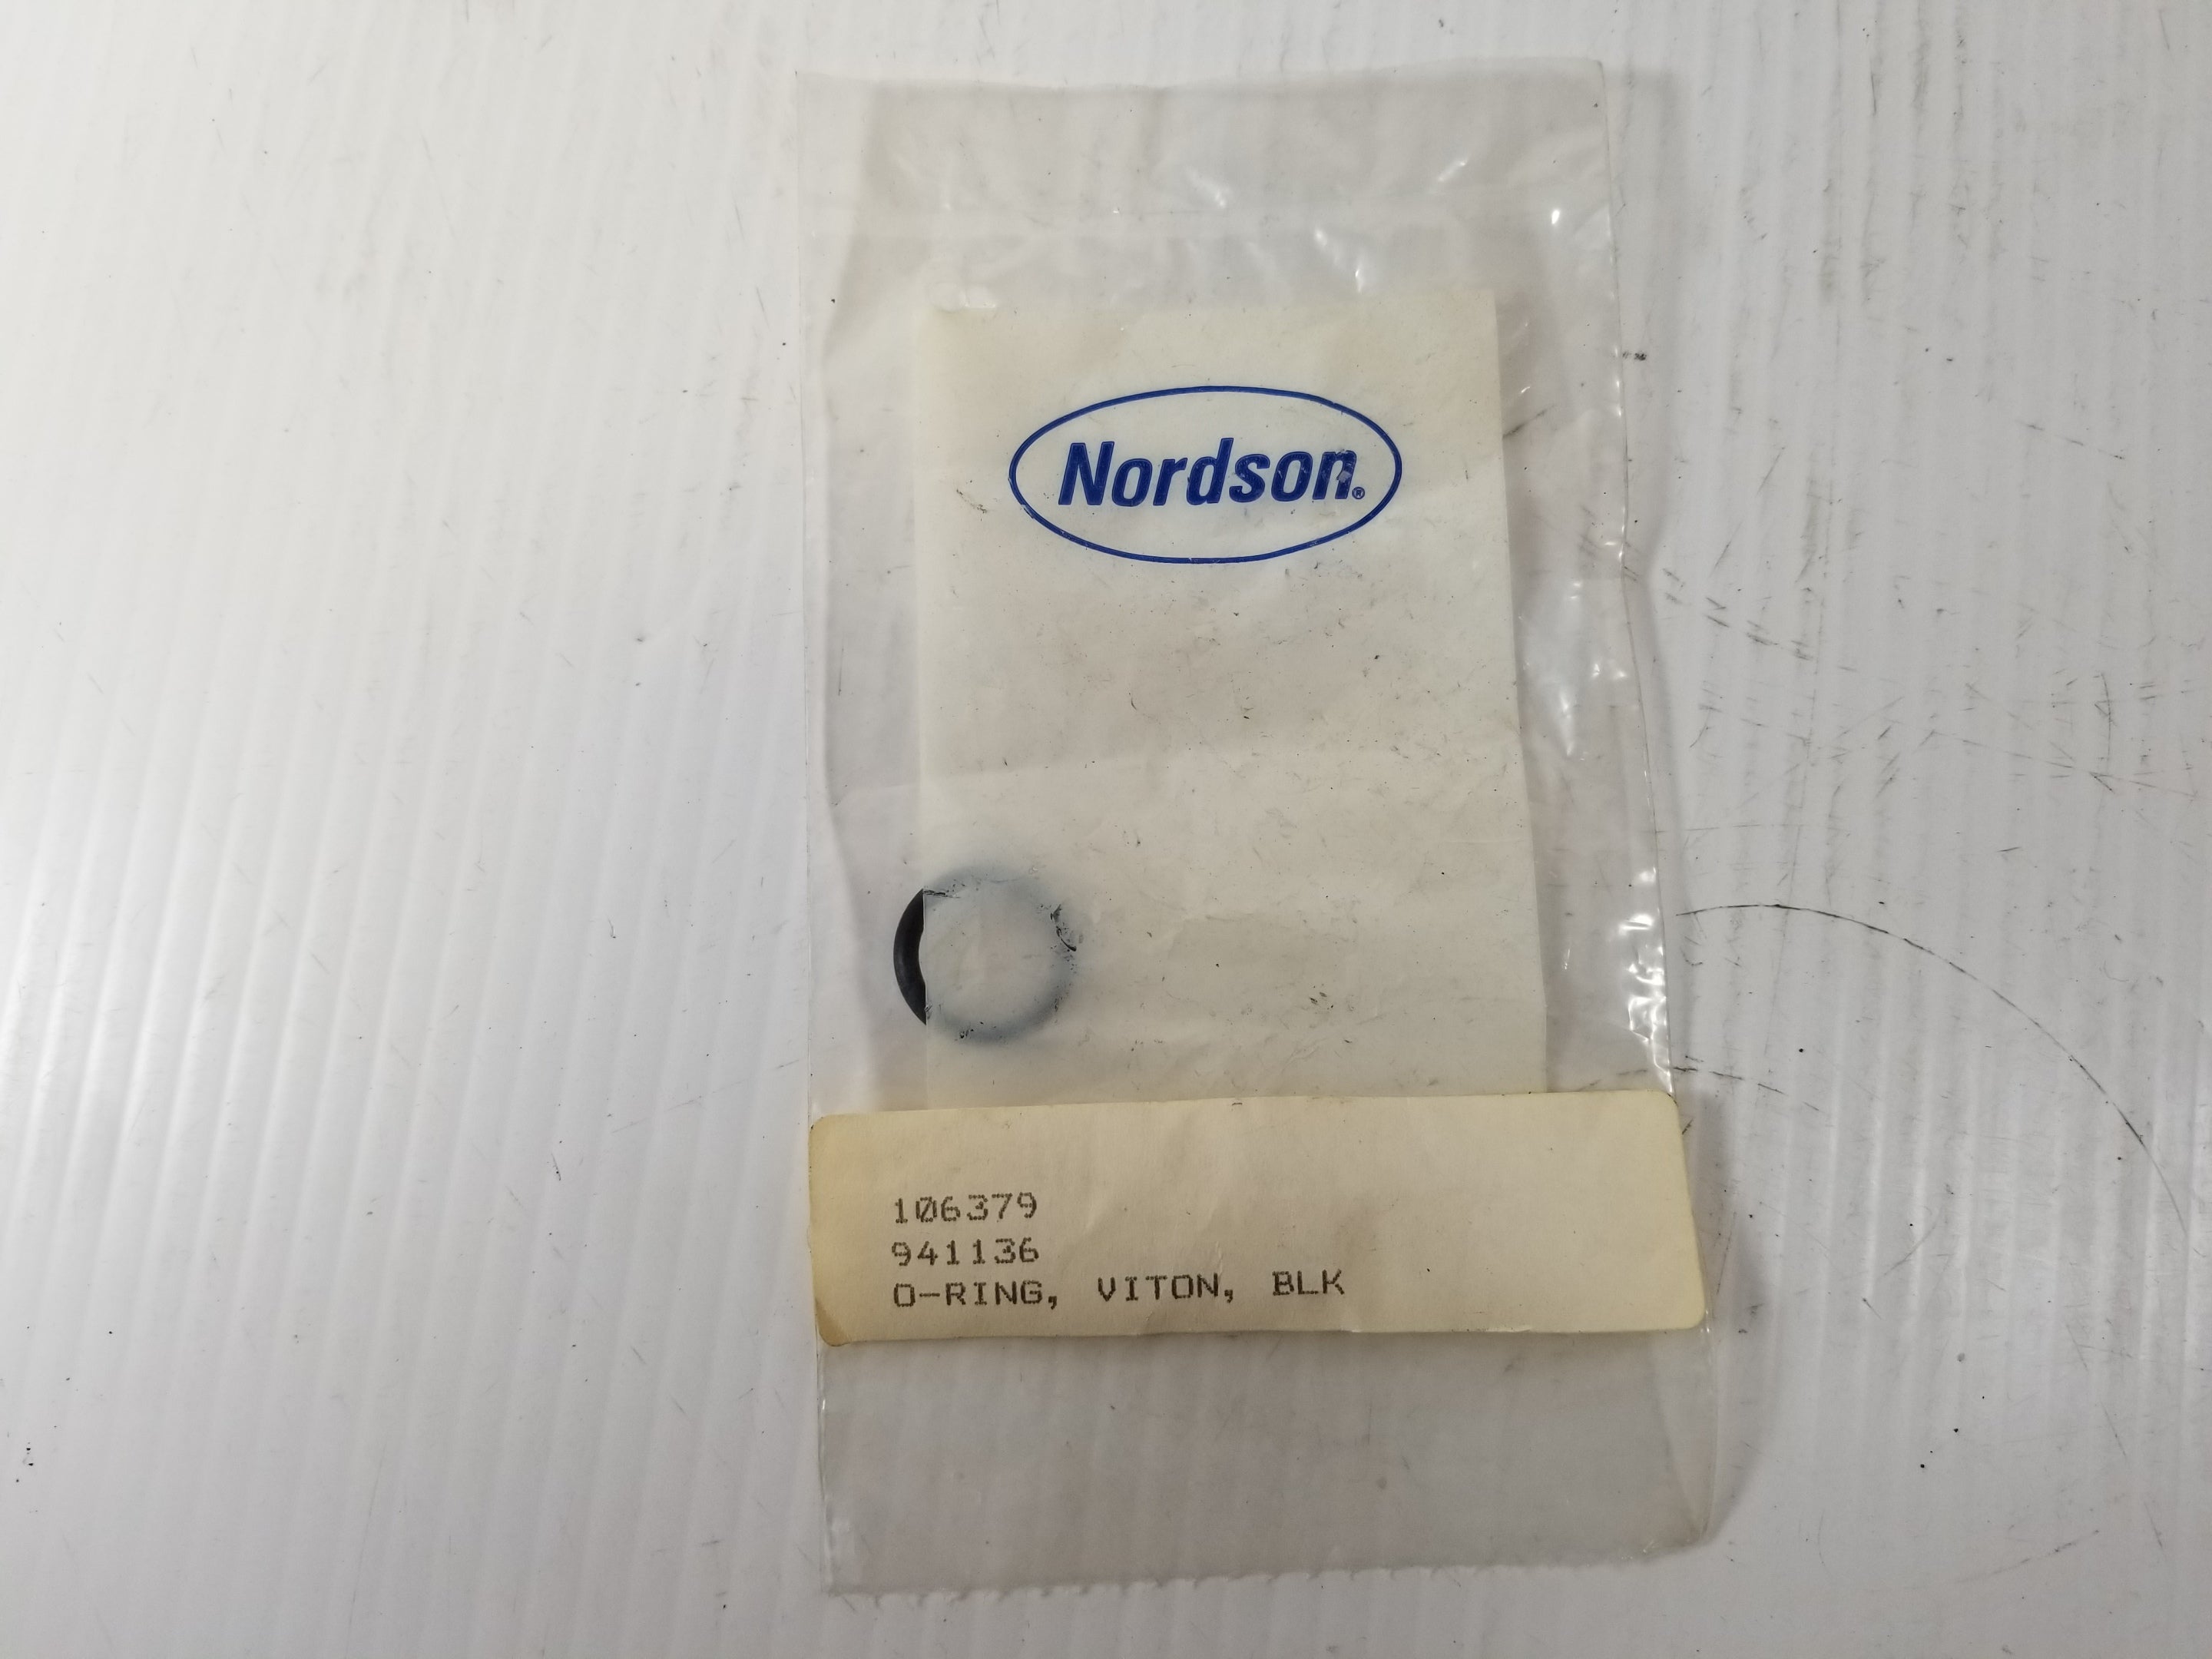 Nordson®
106379
941136
O-RING, VITON, BLK